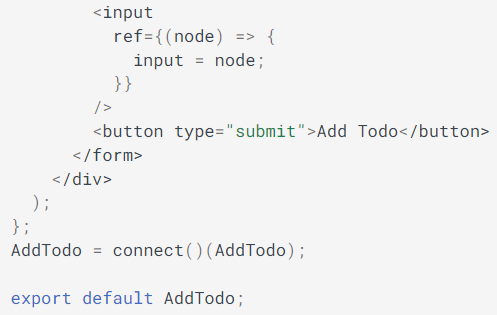 <input
          ref={(node) => {
            input = node;
          }}
        />
        <button type="submit">Add Todo</button>
      </form>
    </div>
  );
};
AddTodo = connect()(AddTodo);

export default AddTodo;